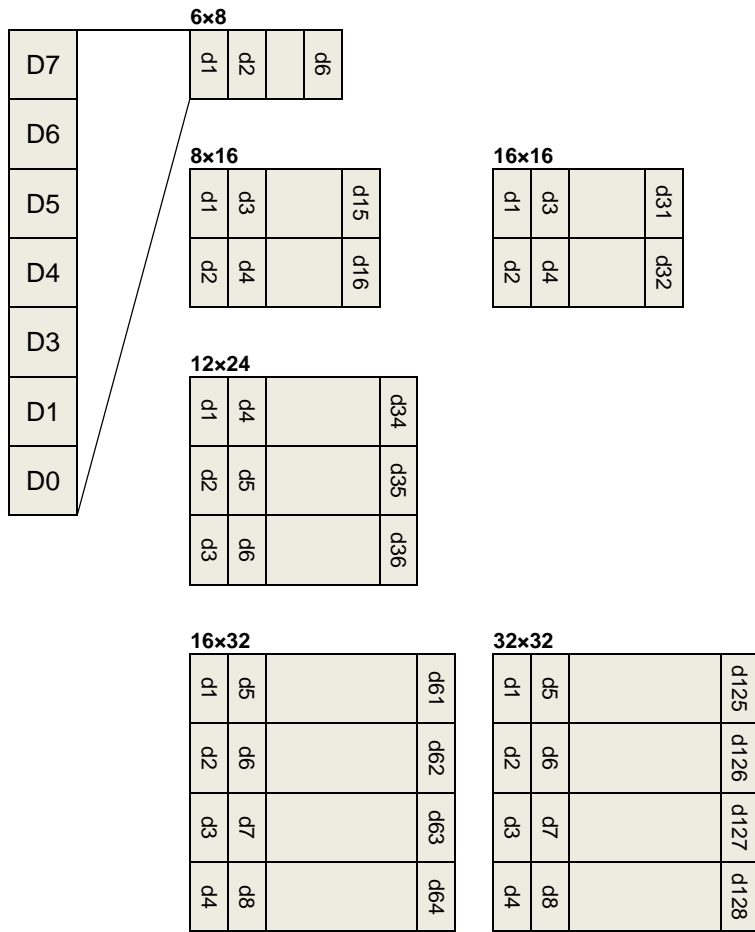 6×8
D7 d1 d2 d6
D6
8×16 16×16
D5 d1 d3 d15 d1 d3 d31
D4 d2 d4 d16 d2 d4 d32
D3
12×24
D1 d1 d4 d34
D0 d2 d5 d35
d3 d6 d36
16×32 32×32
d1 d5 d61 d1 d5 d125
d2 d6 d62 d2 d6 d126
d3 d7 d63 d3 d7 d127
d4 d8 d64 d4 d8 d128